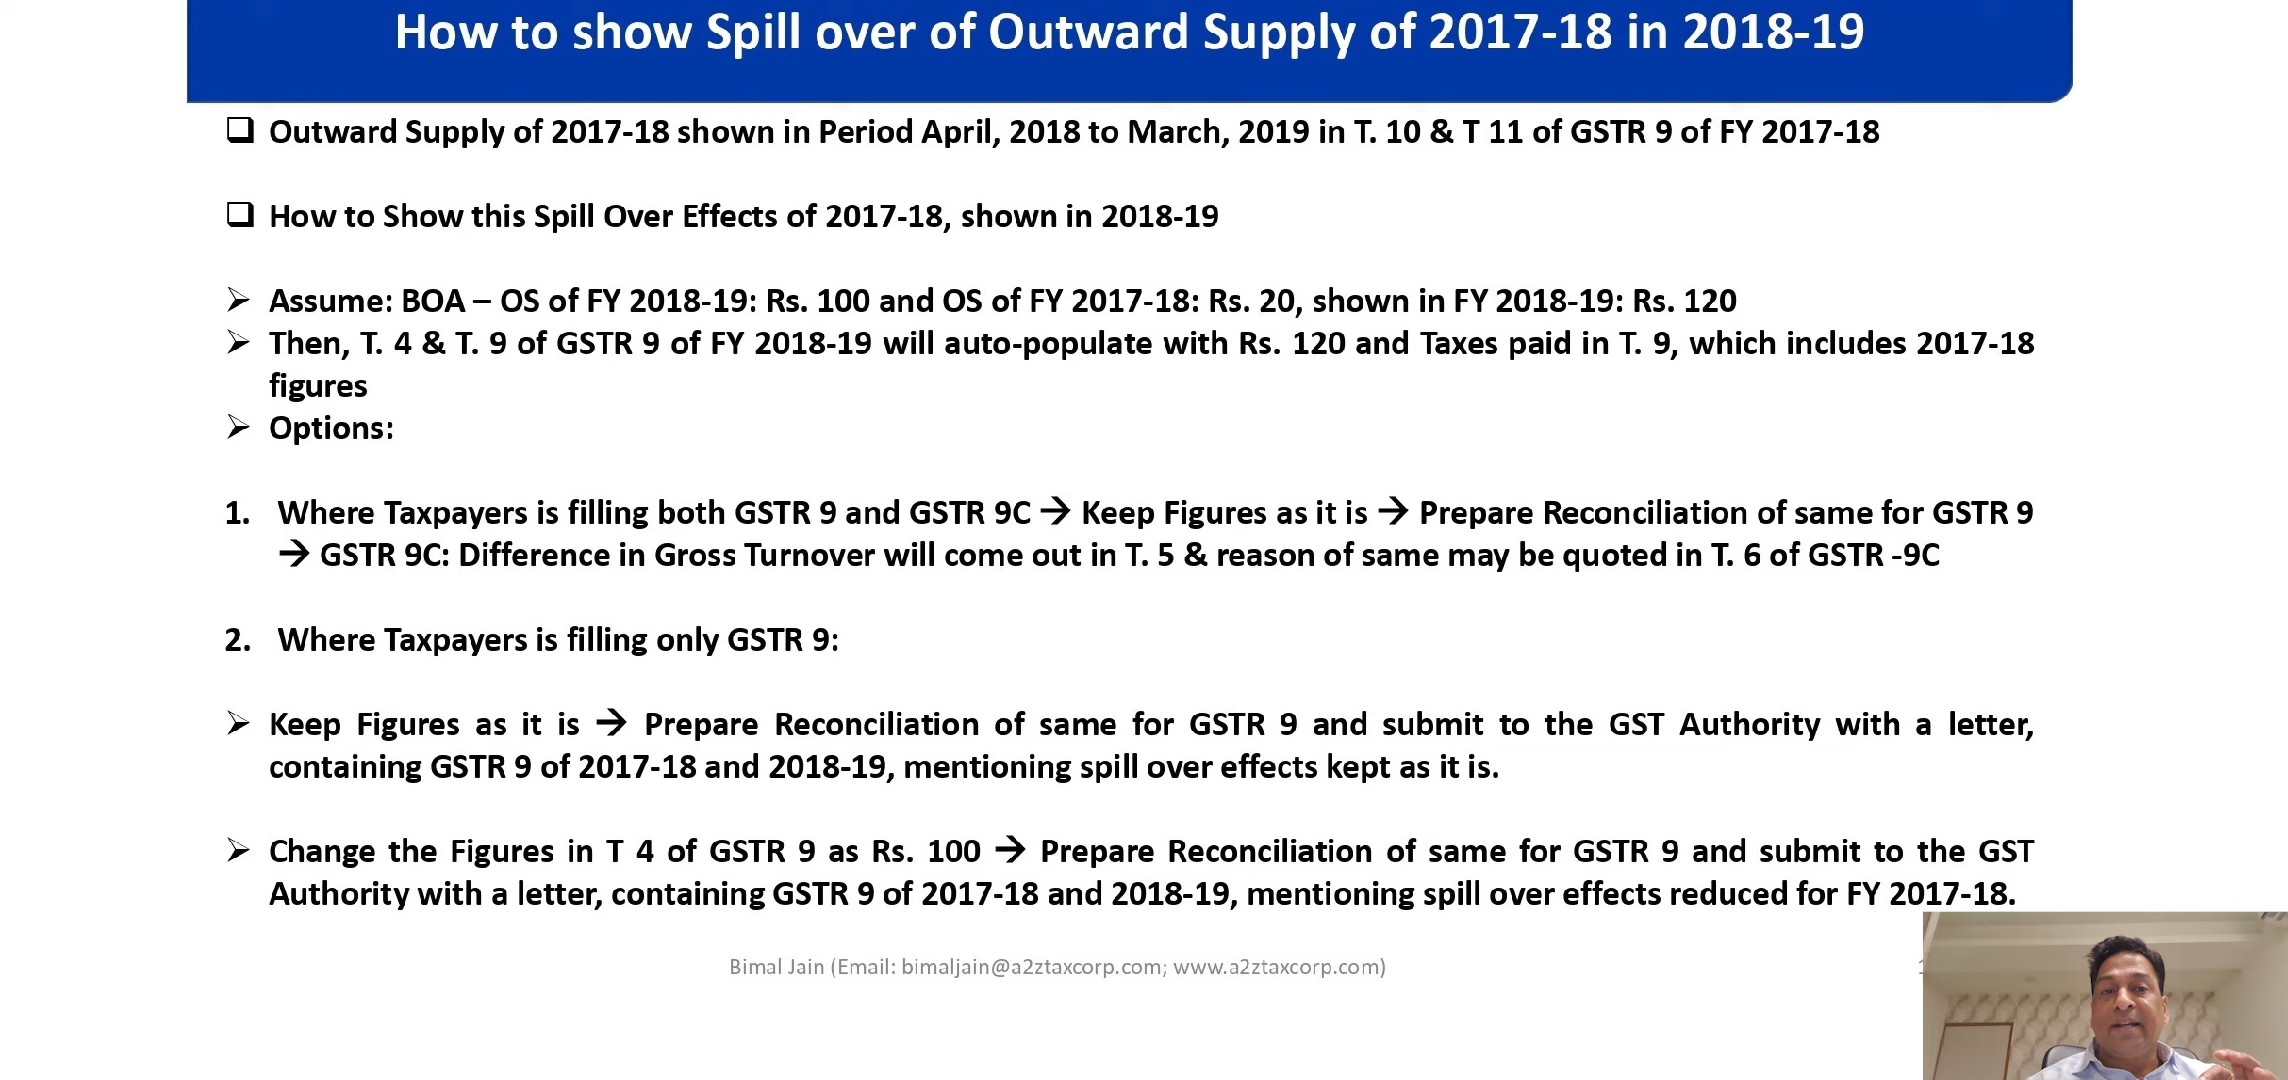 How to show Spill over of Outward Supply of 2017-18 in 2018-19
❑ Outward Supply of 2017-18 shown in Period April, 2018 to March, 2019 in T. 10 & T 11 of GSTR 9 of FY 2017-18
❑ How to Show this Spill Over Effects of 2017-18, shown in 2018-19
➢ Assume: BOA – OS of FY 2018-19: Rs. 100 and OS of FY 2017-18: Rs. 20, shown in FY 2018-19: Rs. 120
➢ Then, T. 4 & T. 9 of GSTR 9 of FY 2018-19 will auto-populate with Rs. 120 and Taxes paid in T. 9, which includes 2017-18
figures
➢ Options:
1. Where Taxpayers is filling both GSTR 9 and GSTR 9C → Keep Figures as it is → Prepare Reconciliation of same for GSTR 9
→ GSTR 9C: Difference in Gross Turnover will come out in T. 5 & reason of same may be quoted in T. 6 of GSTR -9C
2. Where Taxpayers is filling only GSTR 9:
➢ Keep Figures as it is → Prepare Reconciliation of same for GSTR 9 and submit to the GST Authority with a letter,
containing GSTR 9 of 2017-18 and 2018-19, mentioning spill over effects kept as it is.
➢ Change the Figures in T 4 of GSTR 9 as Rs. 100 → Prepare Reconciliation of same for GSTR 9 and submit to the GST
Authority with a letter, containing GSTR 9 of 2017-18 and 2018-19, mentioning spill over effects reduced for FY 2017-18.
Bimal Jain (Email: bimaljain@a2ztaxcorp.com; www.a2ztaxcorp.com)